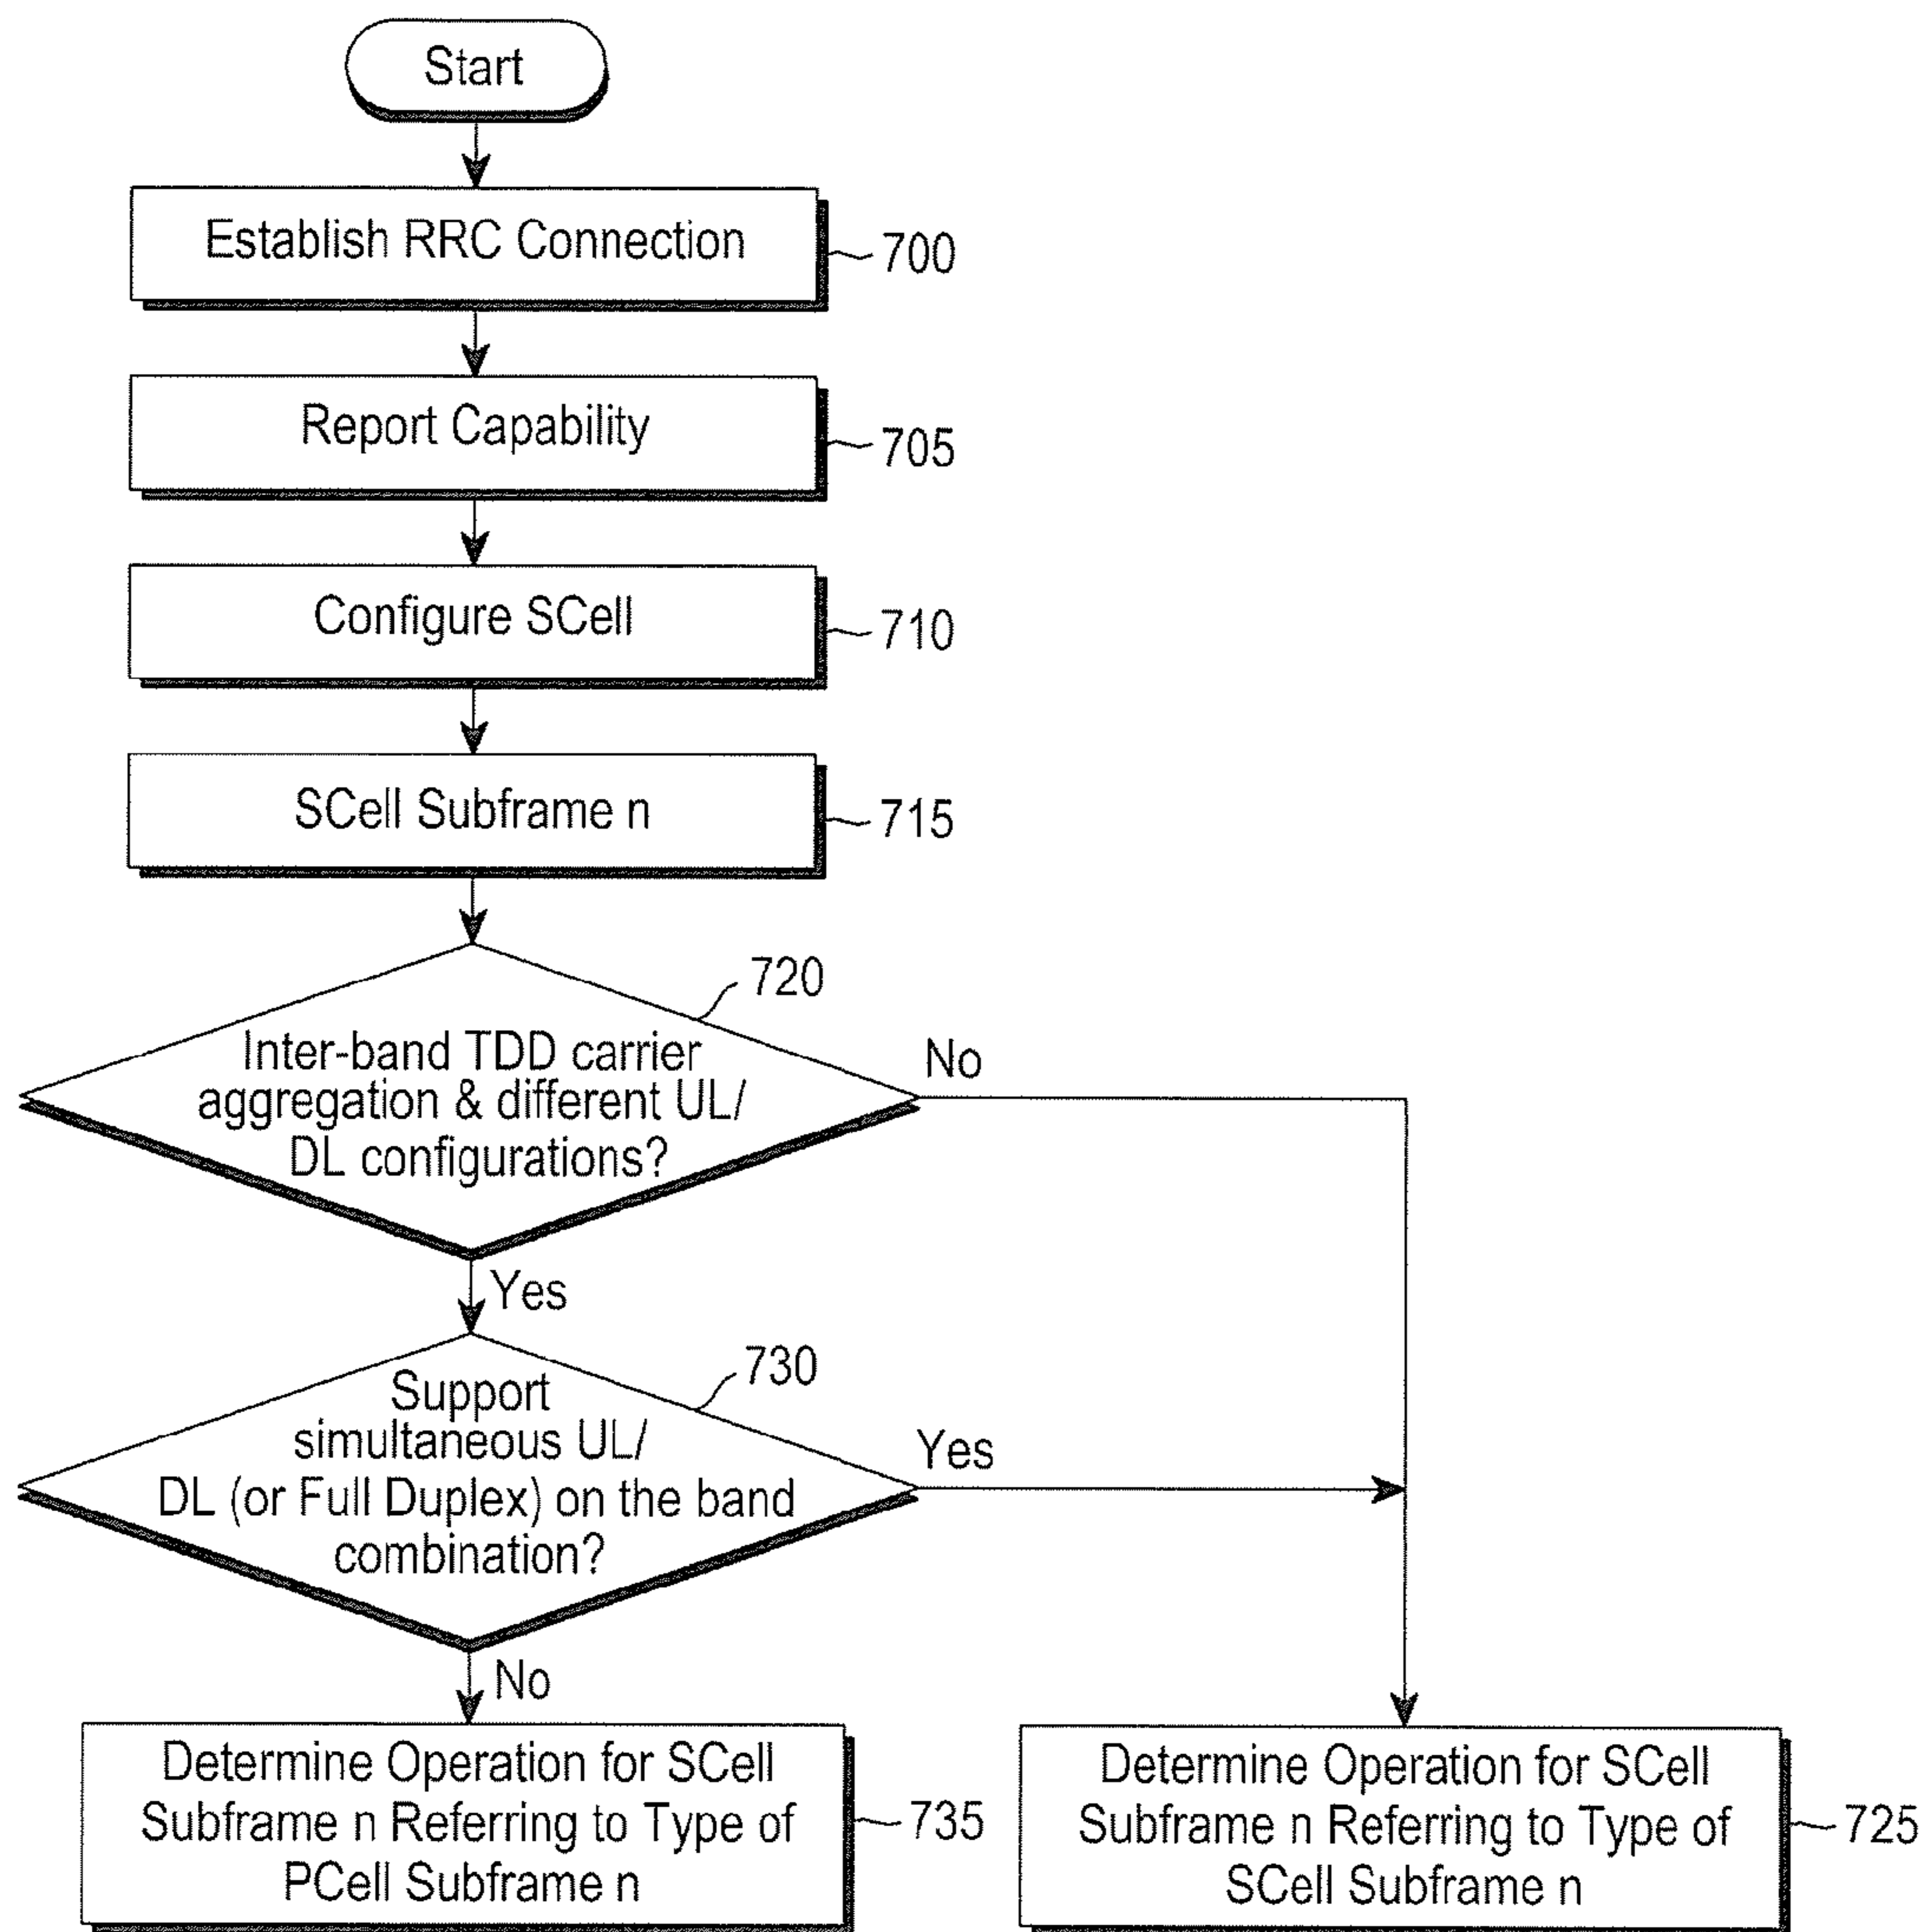 Start
Establish RRC Connection
700
Report Capability
705
Configure SCell
710
SCell Subframe n
715
720
Inter-band TDD carrier
aggregation & different UL/
DL configurations?
No
Yes
730
Support
simultaneous UL/
DL (or Full Duplex) on the band
combination?
Yes
No
Determine Operation for SCell
Subframe n Referring to Type of
PCell Subframe n
735
Determine Operation for SCell
Subframe n Referring to Type of
SCell Subframe n
725